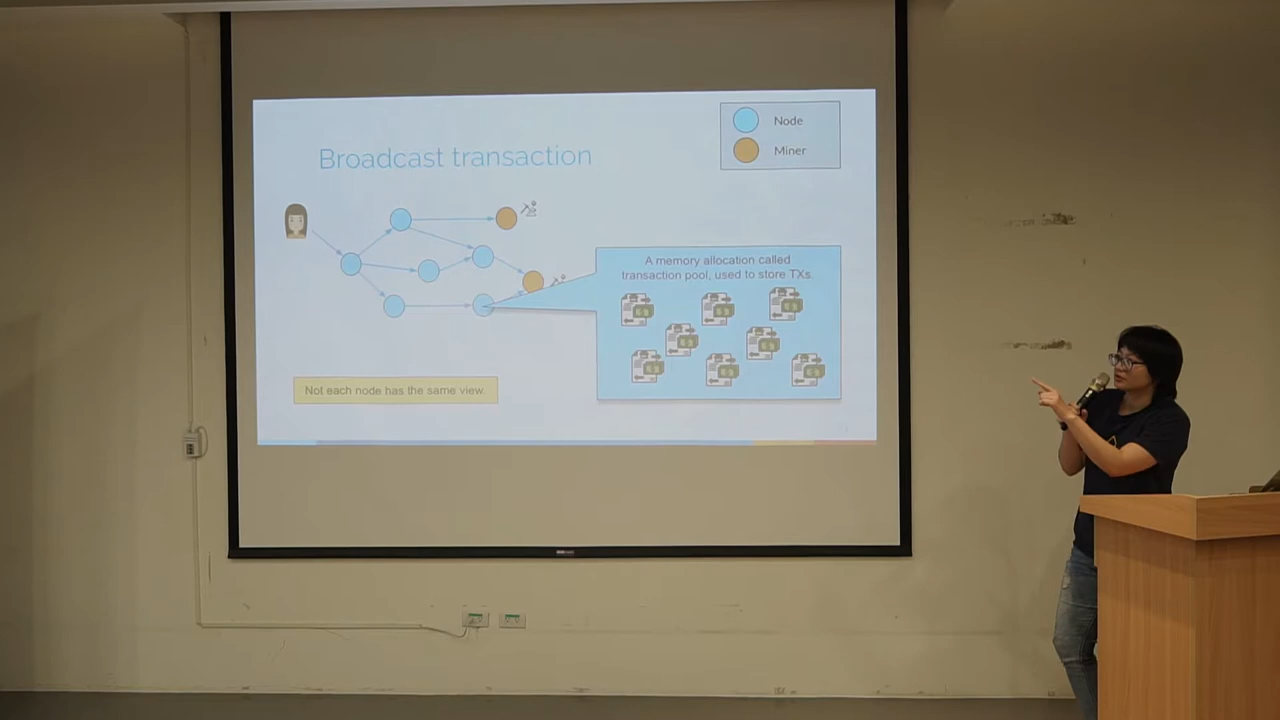 Node
Miner
Broadcast transaction
A memory allocation called
transaction pool, used to store TXs.
Not each node has the same view.